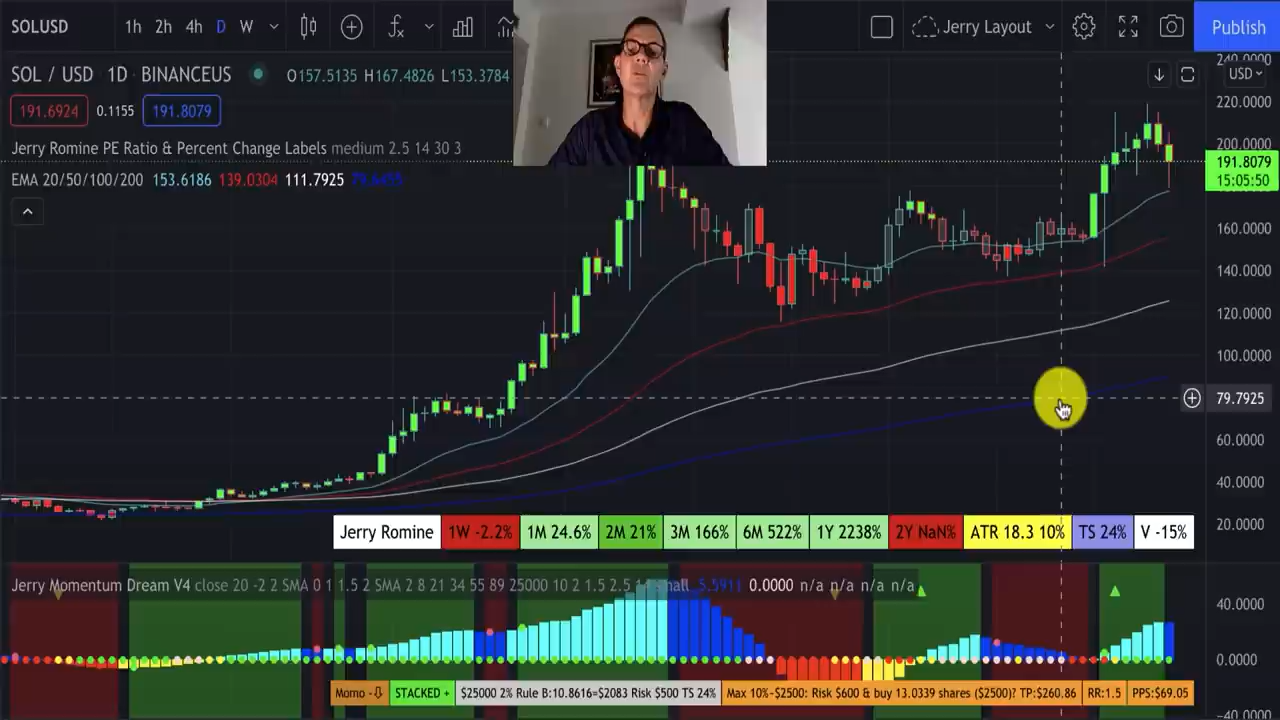 SOLUSD 1h 2h 4h D W Jerry Layout Publish
SOL / USD 1D · BINANCEUS O157.5135 H167.4826 L153.3784
191.6924 0.1155 191.8079
Jerry Romine PE Ratio & Percent Change Labels medium 2.5 14 30 3
EMA 20/50/100/200 153.6186 139.0304 111.7925
USD
240.0000
220.0000
200.0000
191.8079
15:05:50
160.0000
140.0000
120.0000
100.0000
79.7925
60.0000
40.0000
20.0000
Jerry Romine 1W -2.2% 1M 24.6% 2M 21% 3M 166% 6M 522% 1Y 2238% 2Y NaN% ATR 18.3 10% TS 24% V -15%
Jerry Momentum Dream V4 close 20 -2 2 SMA 0 1 1.5 2 SMA 2 8 21 34 55 89 25000 10 2 1.5 2.5 14 small 0.0000 n/a n/a n/a n/a
40.0000
0.0000
Momo - STACKED + $25000 2% Rule B:10.8616=$2083 Risk $500 TS 24% Max 10%-$2500: Risk $600 & buy 13.0339 shares ($2500)? TP:$260.86 RR:1.5 PPS:$69.05
-40.0000